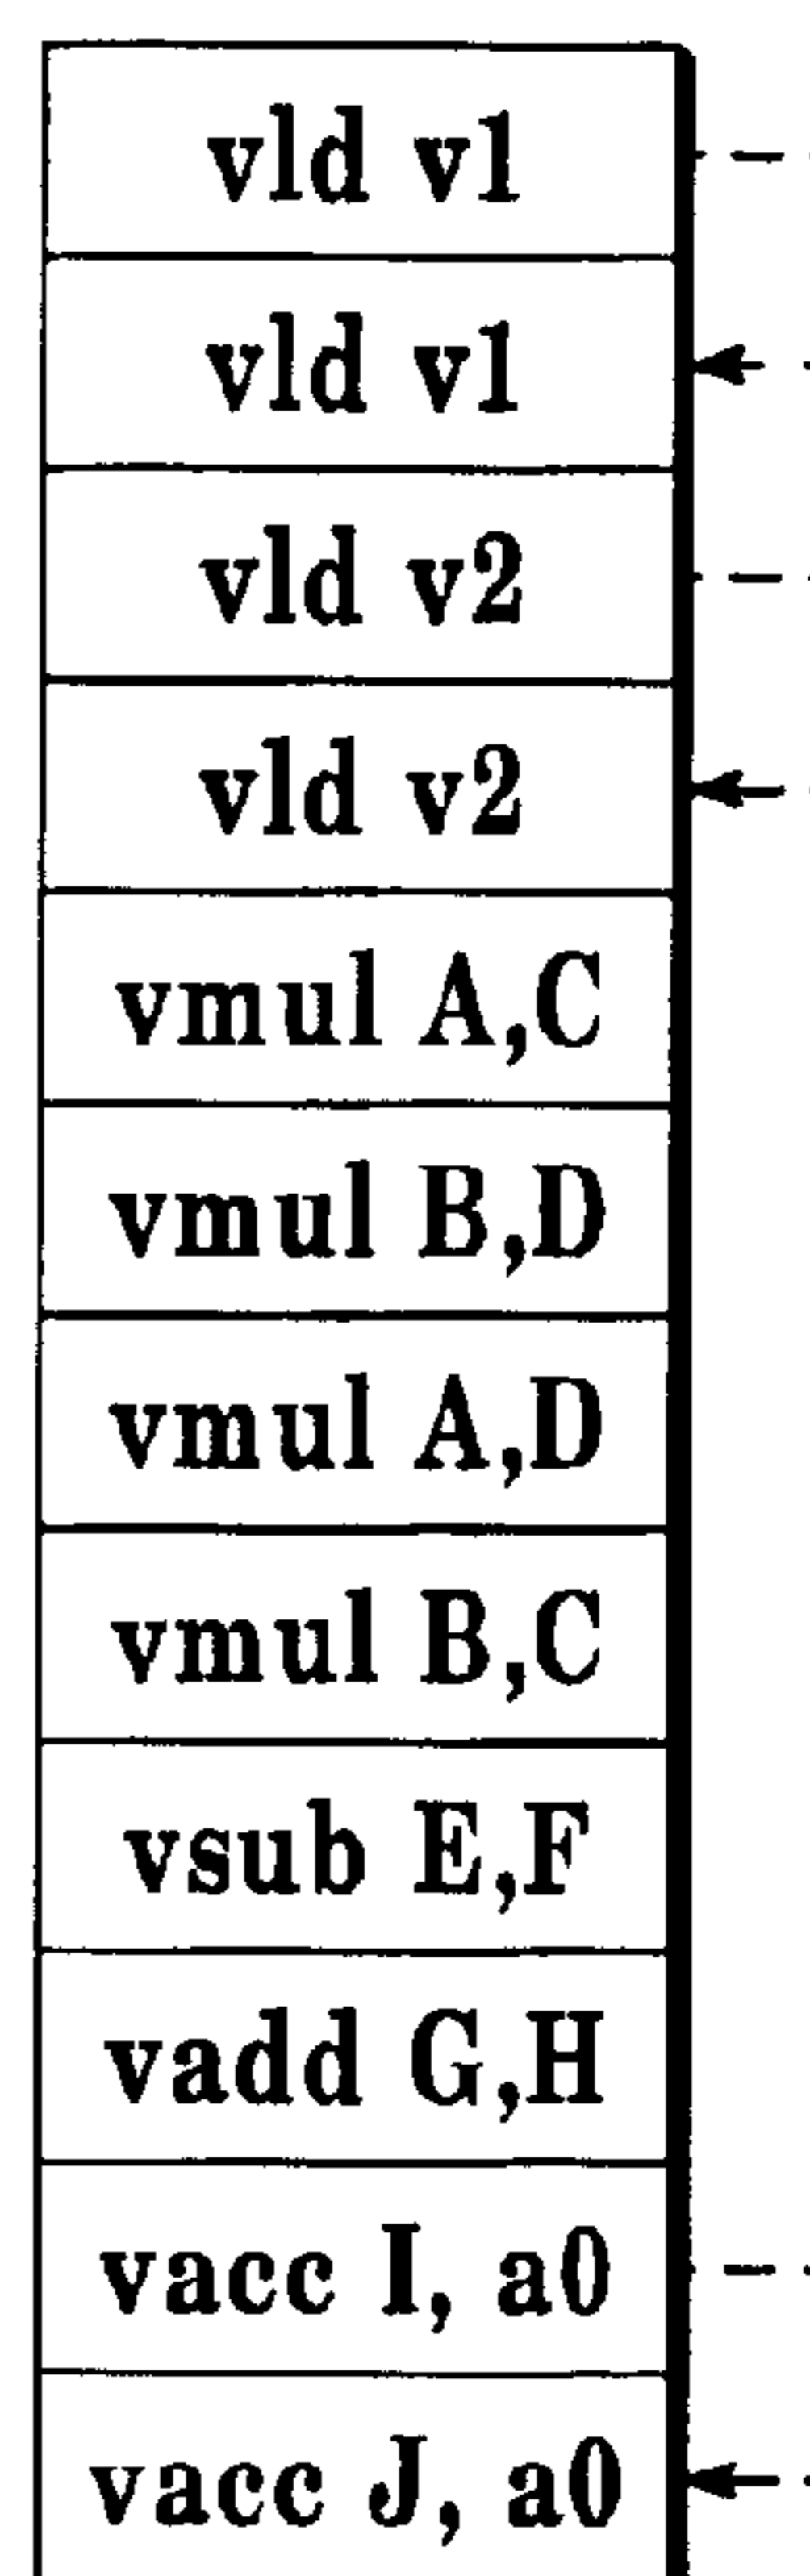 vld v1
vld v1
vld v2
vld v2
vmul A,C
vmul B,D
vmul A,D
vmul B,C
vsub E,F
vadd G,H
vacc I, a0
vacc J, a0